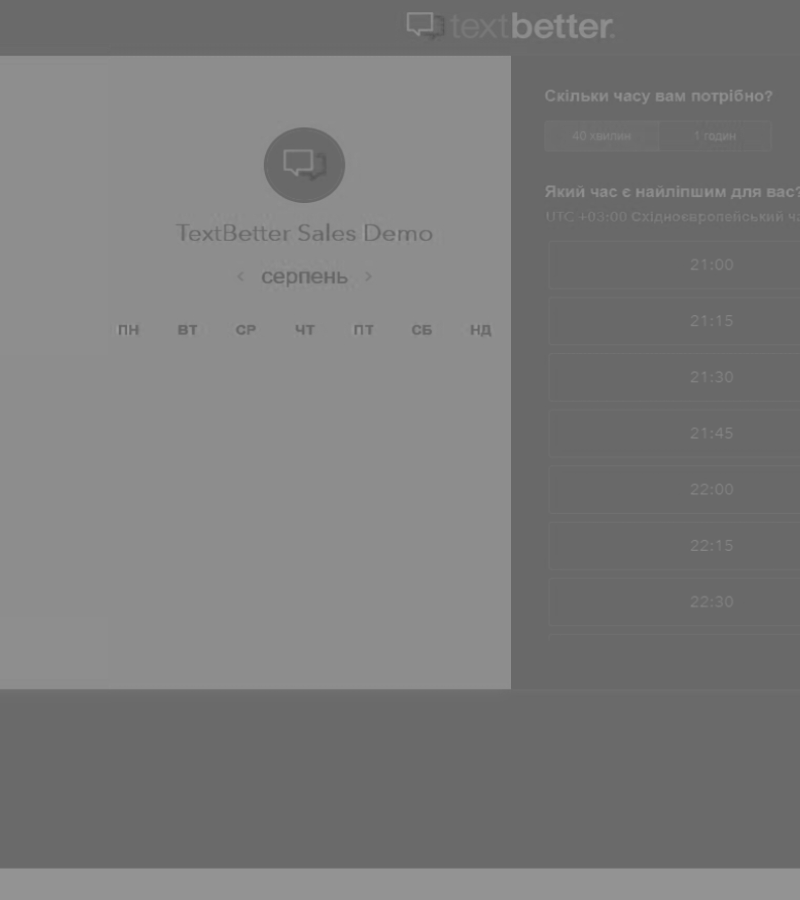 textbetter.
TextBetter Sales Demo
серпень
ПН ВТ СР ЧТ ПТ СБ НД
Скільки часу вам потрібно?
40 хвилин 1 годин
Який час є найліпшим для вас?
UTC +03:00 Східноєвропейський
21:00
21:15
21:30
21:45
22:00
22:15
22:30